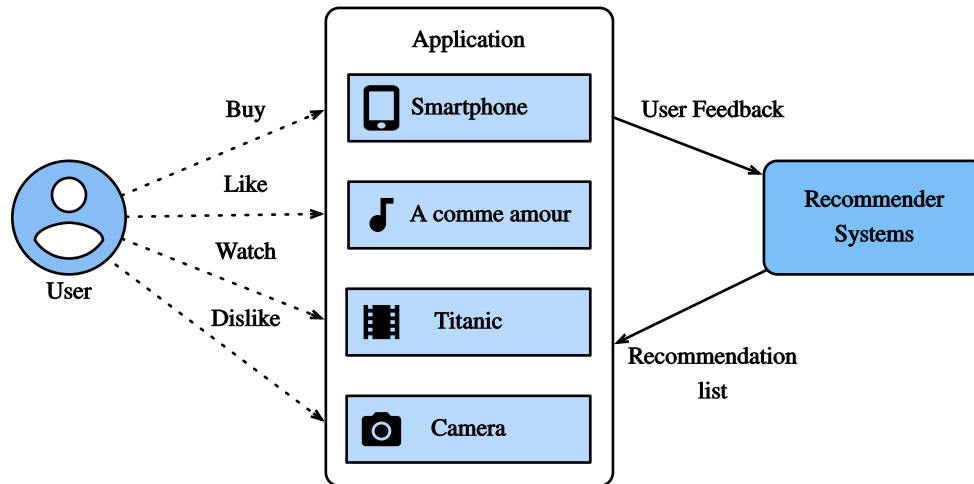 Application
Buy
Smartphone
User Feedback
Like
A comme amour
Recommender
Systems
Watch
User
Dislike
Titanic
Recommendation
list
Camera